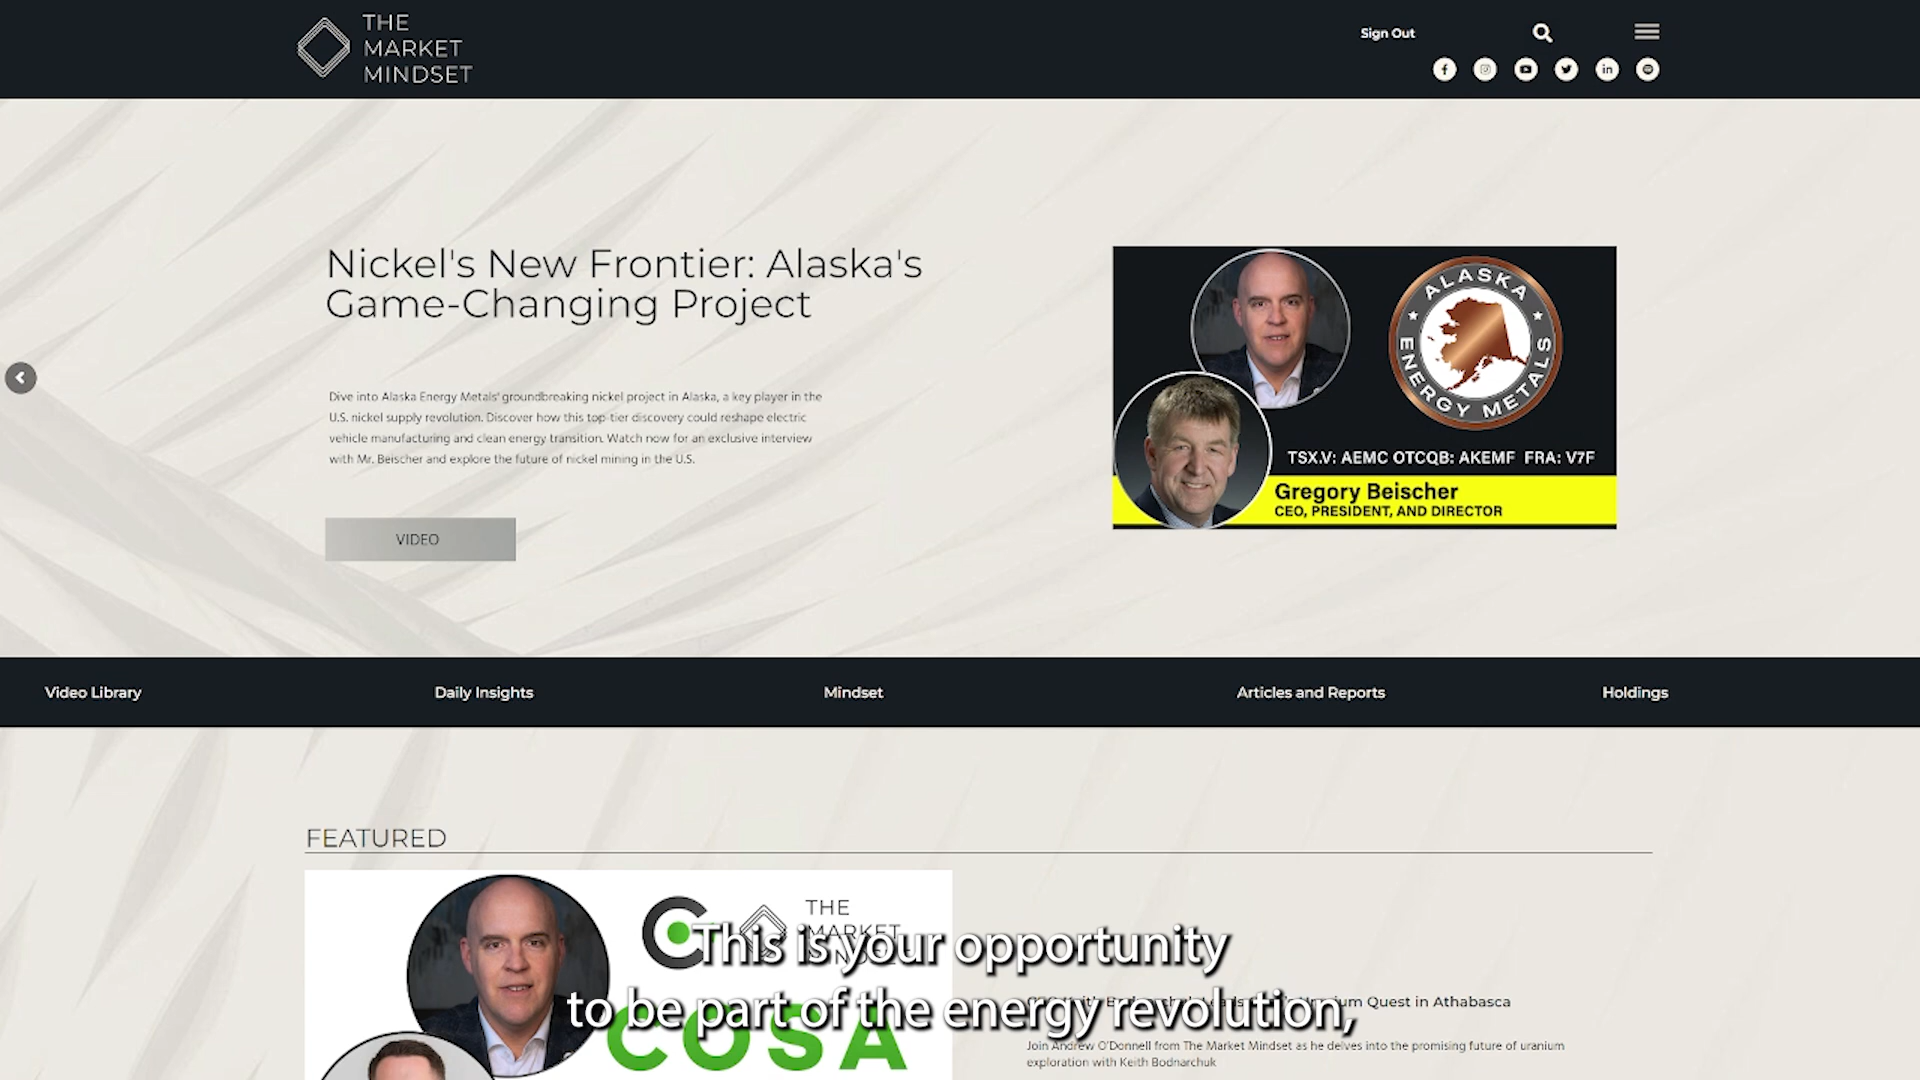 THE
MARKET
MINDSET
Sign Out
Nickel's New Frontier: Alaska's
Game-Changing Project
Dive into Alaska Energy Metals' groundbreaking nickel project in Alaska, a key player in the
U.S. nickel supply revolution. Discover how this top-tier discovery could reshape electric
vehicle manufacturing and clean energy transition. Watch now for an exclusive interview
with Mr. Beischer and explore the future of nickel mining in the U.S.
VIDEO
ALASKA
ENERGY METALS
TSX.V: AEMC OTCQB: AKEMF FRA: V7F
Gregory Beischer
CEO, PRESIDENT, AND DIRECTOR
Video Library
Daily Insights
Mindset
Articles and Reports
Holdings
FEATURED
THE
MARKET
COSA
This is your opportunity
to be part of the energy revolution,
Quest in Athabasca
Join Andrew O'Donnell from The Market Mindset as he delves into the promising future of uranium
exploration with Keith Bodnarchuk